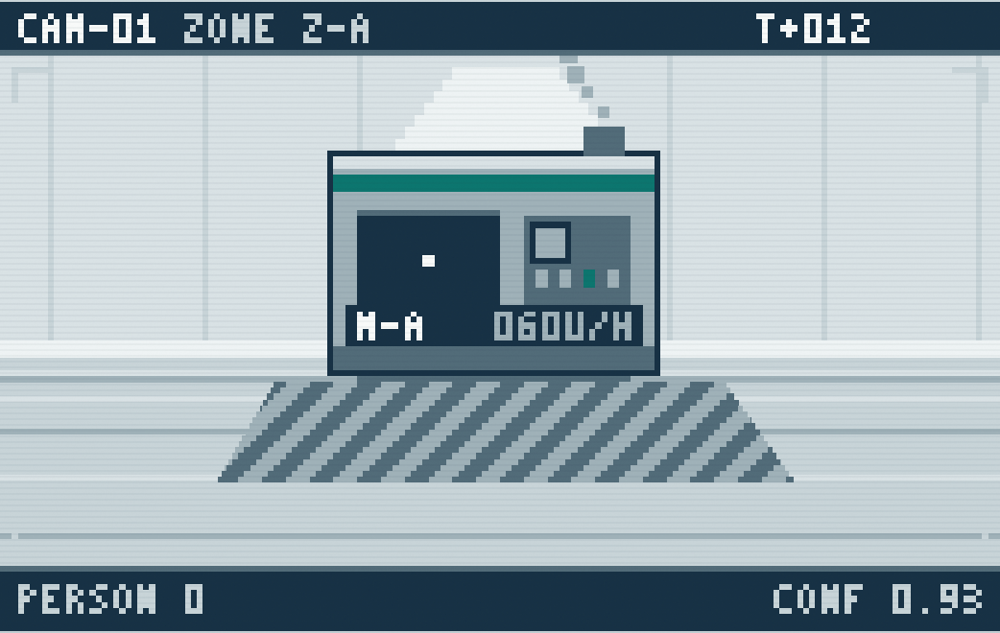 CAM-01 ZONE Z-A T+012
M-A 060U/H
PERSON 0 CONF 0.93